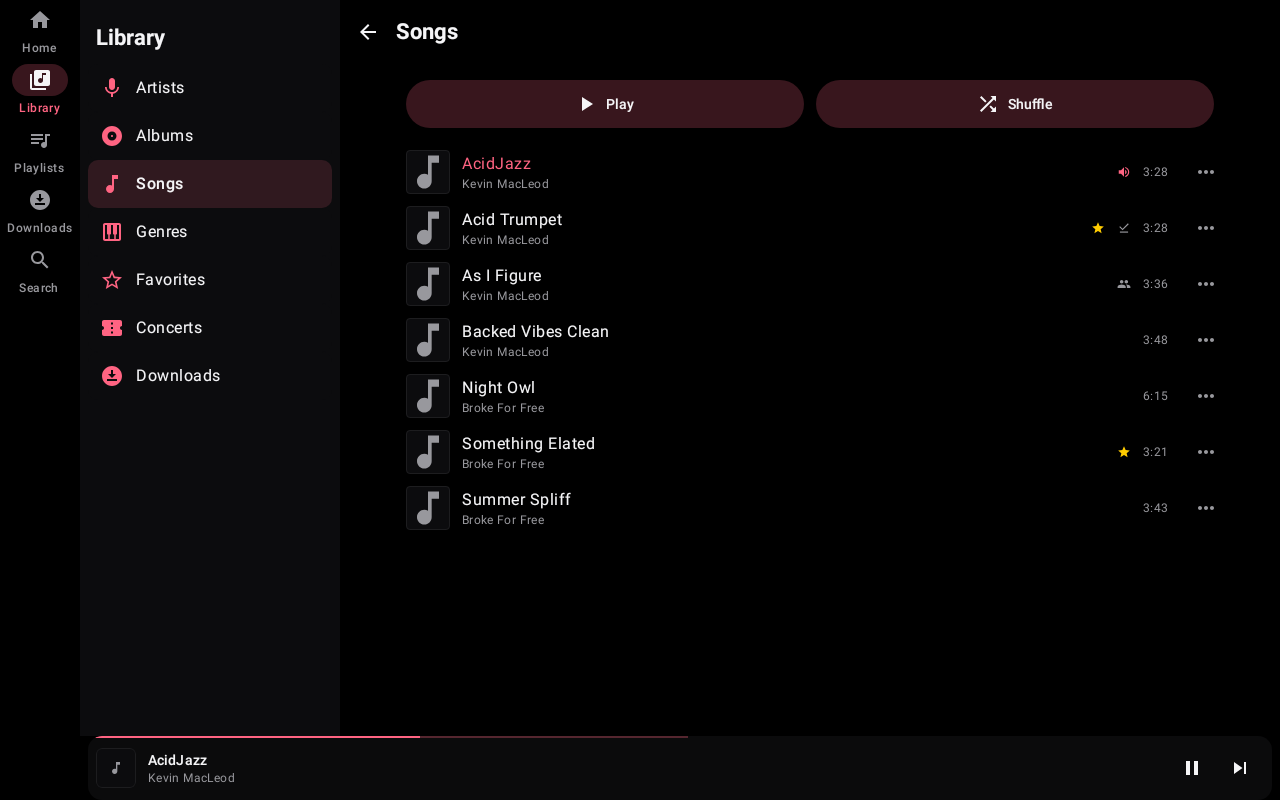 Home
Library
Playlists
Downloads
Search
Library
Artists
Albums
Songs
Genres
Favorites
Concerts
Downloads
Songs
Play
Shuffle
AcidJazz
Kevin MacLeod
3:28
Acid Trumpet
Kevin MacLeod
3:28
As I Figure
Kevin MacLeod
3:36
Backed Vibes Clean
Kevin MacLeod
3:48
Night Owl
Broke For Free
6:15
Something Elated
Broke For Free
3:21
Summer Spliff
Broke For Free
3:43
AcidJazz
Kevin MacLeod